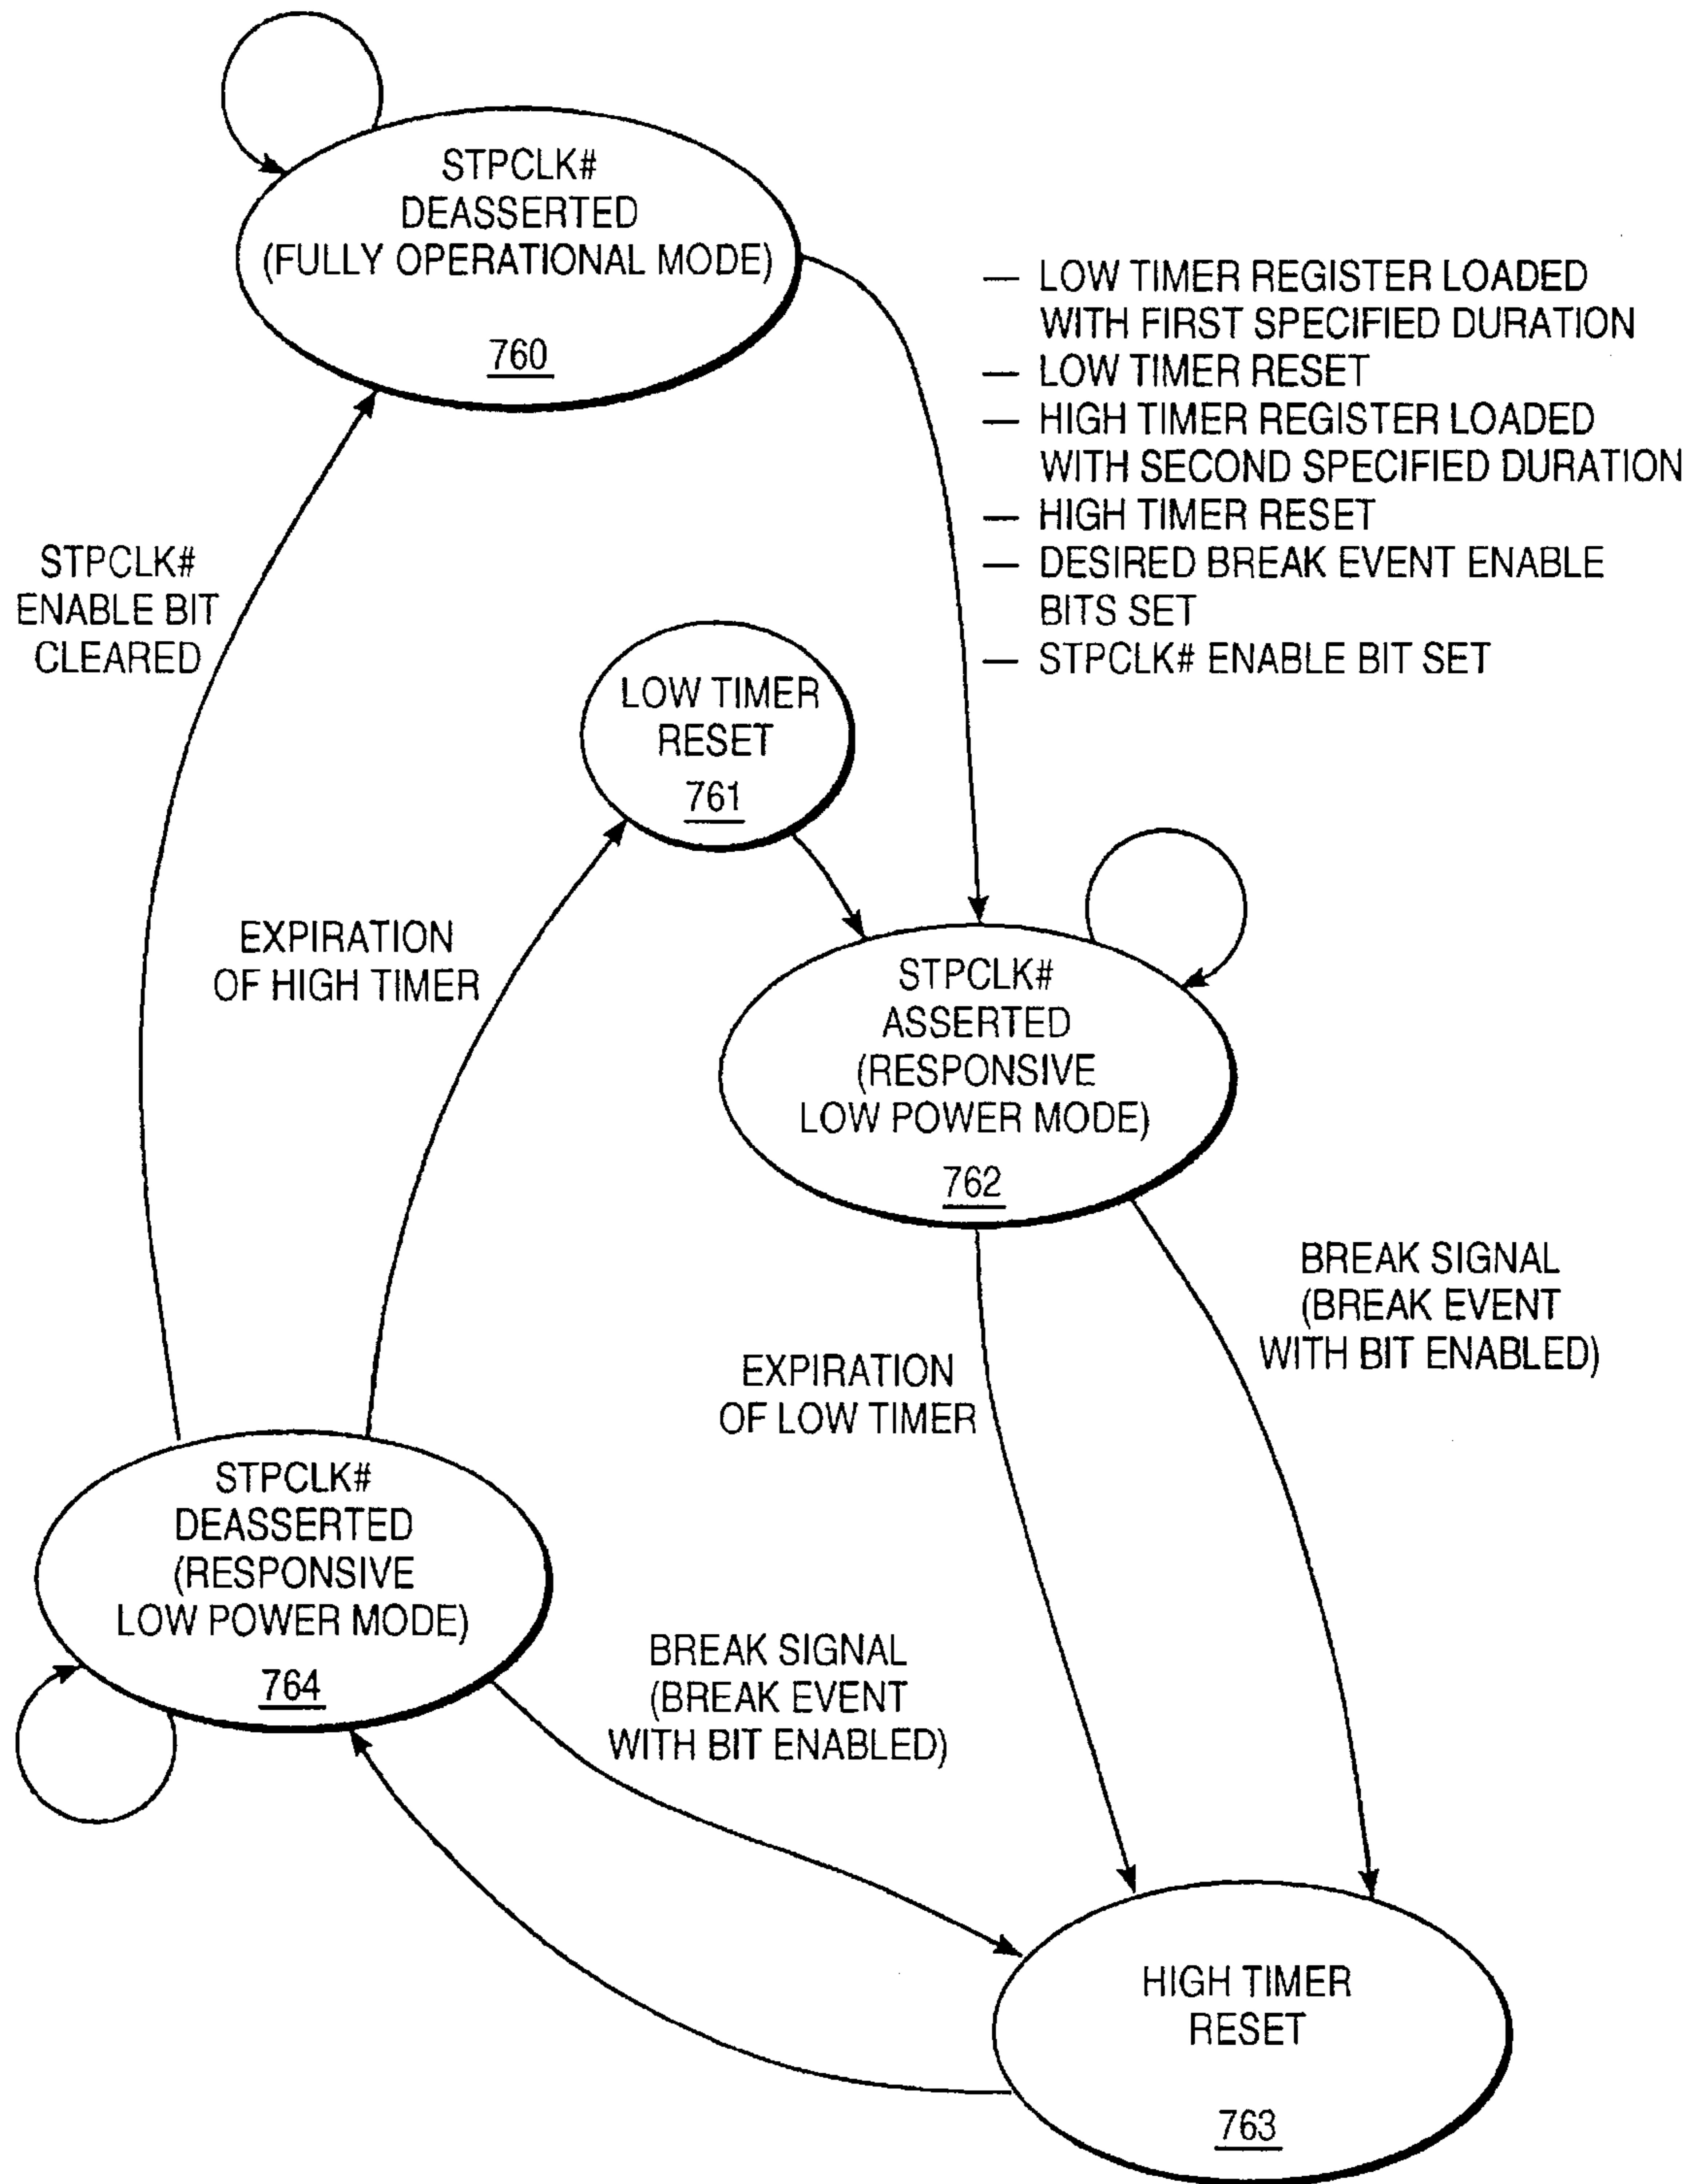 STPCLK#
DEASSERTED
(FULLY OPERATIONAL MODE)
760
— LOW TIMER REGISTER LOADED
WITH FIRST SPECIFIED DURATION
— LOW TIMER RESET
— HIGH TIMER REGISTER LOADED
WITH SECOND SPECIFIED DURATION
— HIGH TIMER RESET
— DESIRED BREAK EVENT ENABLE
BITS SET
— STPCLK# ENABLE BIT SET
STPCLK#
ENABLE BIT
CLEARED
LOW TIMER
RESET
761
EXPIRATION
OF HIGH TIMER
STPCLK#
ASSERTED
(RESPONSIVE
LOW POWER MODE)
762
BREAK SIGNAL
(BREAK EVENT
WITH BIT ENABLED)
EXPIRATION
OF LOW TIMER
STPCLK#
DEASSERTED
(RESPONSIVE
LOW POWER MODE)
764
BREAK SIGNAL
(BREAK EVENT
WITH BIT ENABLED)
HIGH TIMER
RESET
763